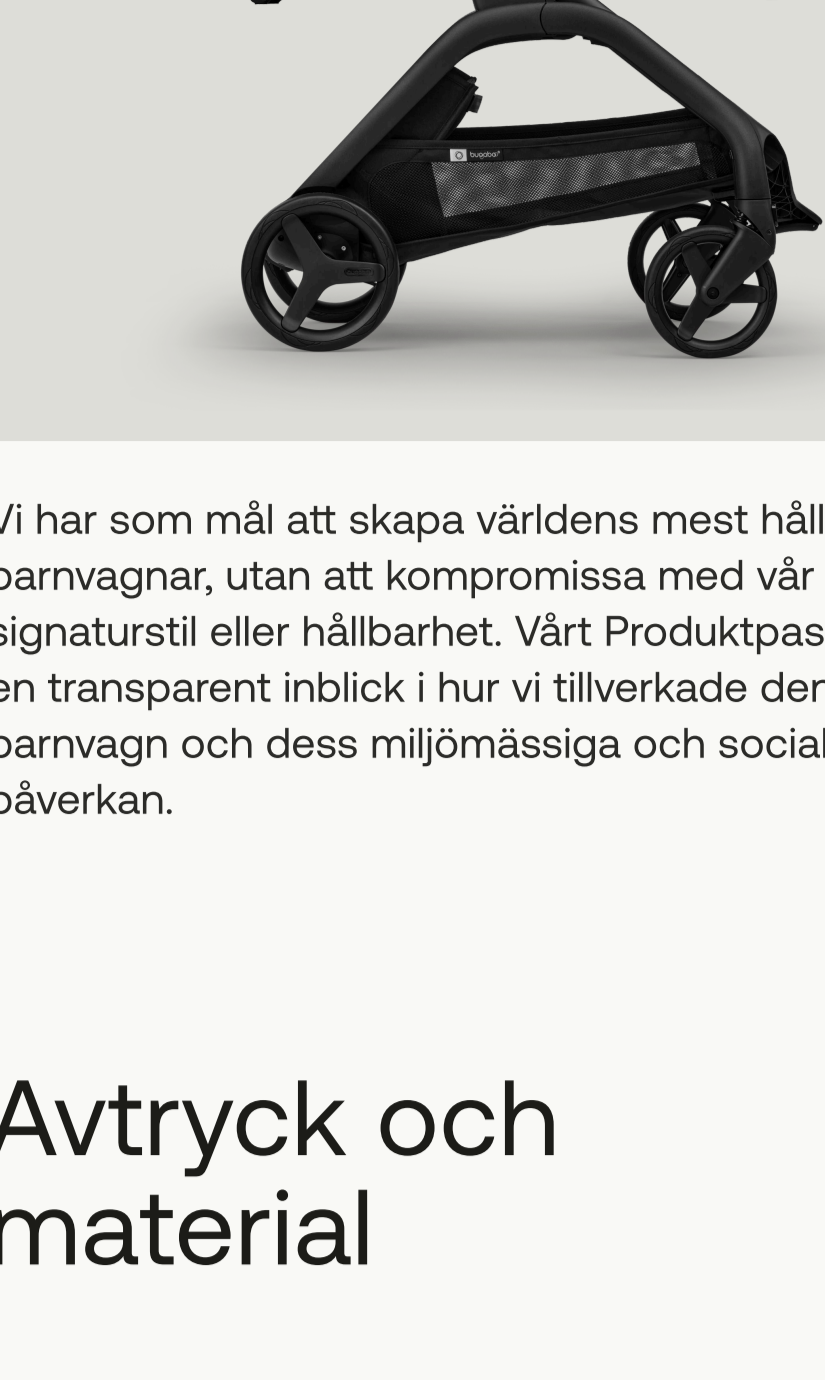 bugaboo
Vi har som mål att skapa världens mest håll
barnvagnar, utan att kompromissa med vår
signaturstil eller hållbarhet. Vårt Produktpas
en transparent inblick i hur vi tillverkade den
barnvagn och dess miljömässiga och social
påverkan.
Avtryck och
material